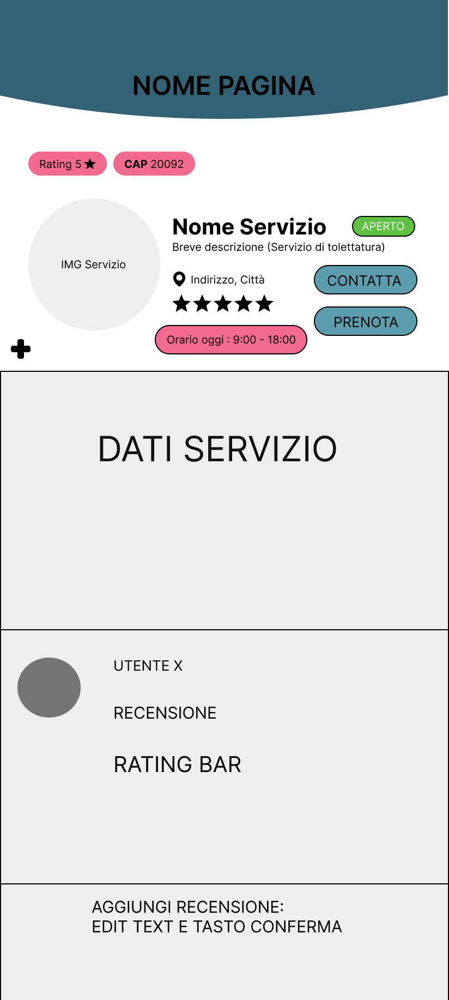 NOME PAGINA
Rating 5
CAP 20092
IMG Servizio
Nome Servizio
APERTO
Breve descrizione (Servizio di tolettatura)
Indirizzo, Città
CONTATTA
PRENOTA
Orario oggi : 9:00 - 18:00
DATI SERVIZIO
UTENTE X
RECENSIONE
RATING BAR
AGGIUNGI RECENSIONE:
EDIT TEXT E TASTO CONFERMA